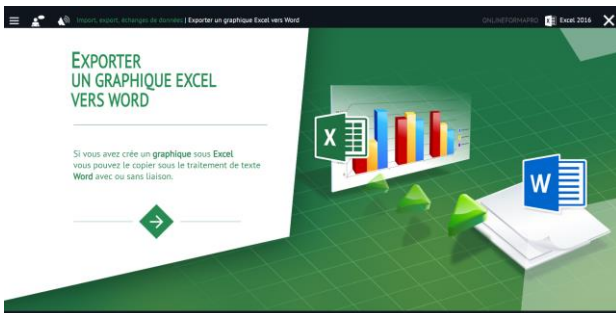 Import, export, échanges de données | Exporter un graphique Excel vers Word
ONLINEFORMAPRO
Excel 2016
EXPORTER
UN GRAPHIQUE EXCEL
VERS WORD
Si vous avez crée un graphique sous Excel
vous pouvez le copier sous le traitement de texte
Word avec ou sans liaison.
X
W